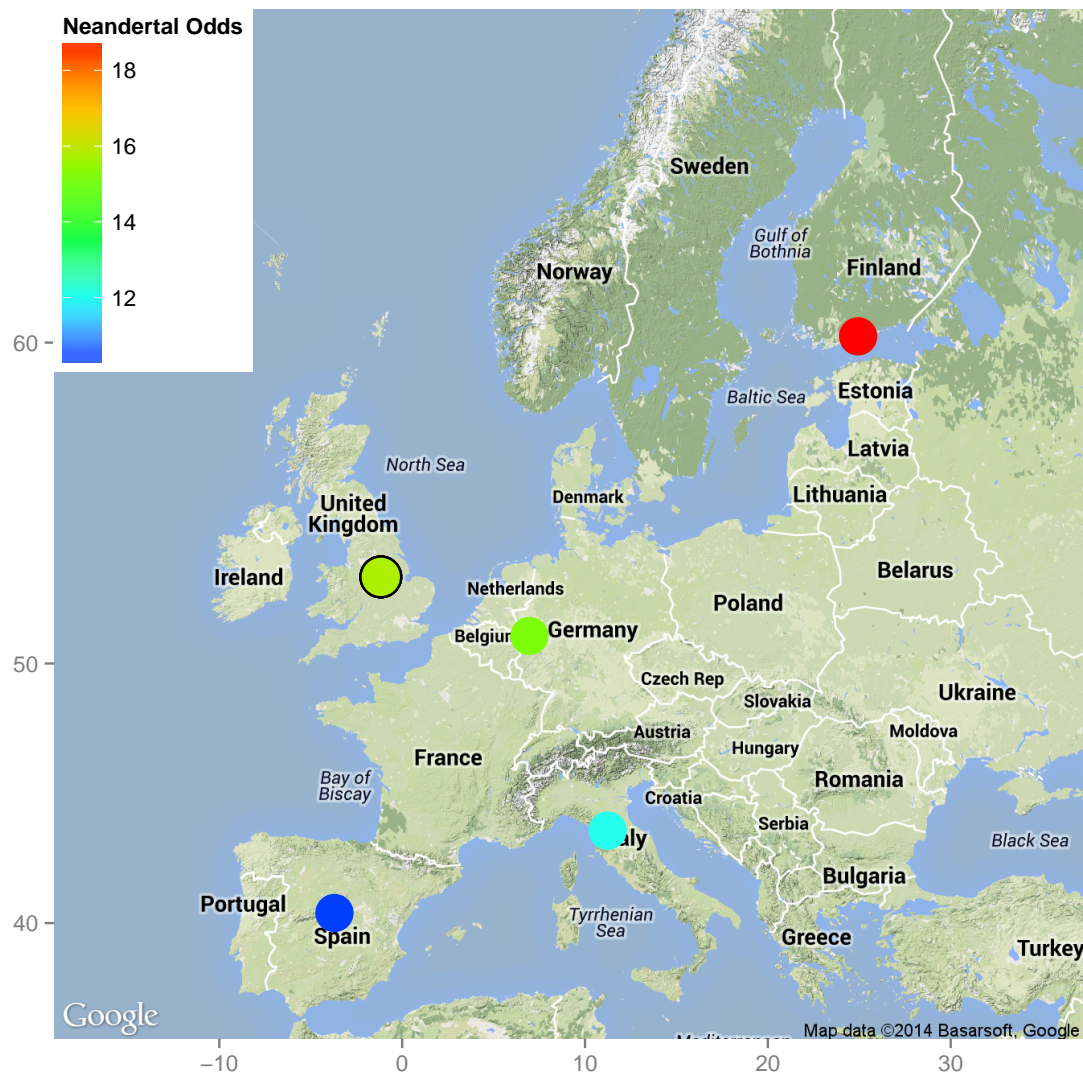 Neandertal Odds
18
16
14
12
60
50
40
−10
0
10
20
30
Sweden
Gulf of
Bothnia
Finland
Norway
Estonia
Baltic Sea
Latvia
North Sea
Denmark
Lithuania
United
Kingdom
Ireland
Belarus
Netherlands
Poland
Belgium
Germany
Czech Rep
Ukraine
Slovakia
Austria
Moldova
Hungary
France
Romania
Bay of
Biscay
Croatia
Serbia
aly
Black Sea
Bulgaria
Portugal
Tyrrhenian
Sea
Spain
Greece
Turkey
Google
Map data ©2014 Basarsoft, Google